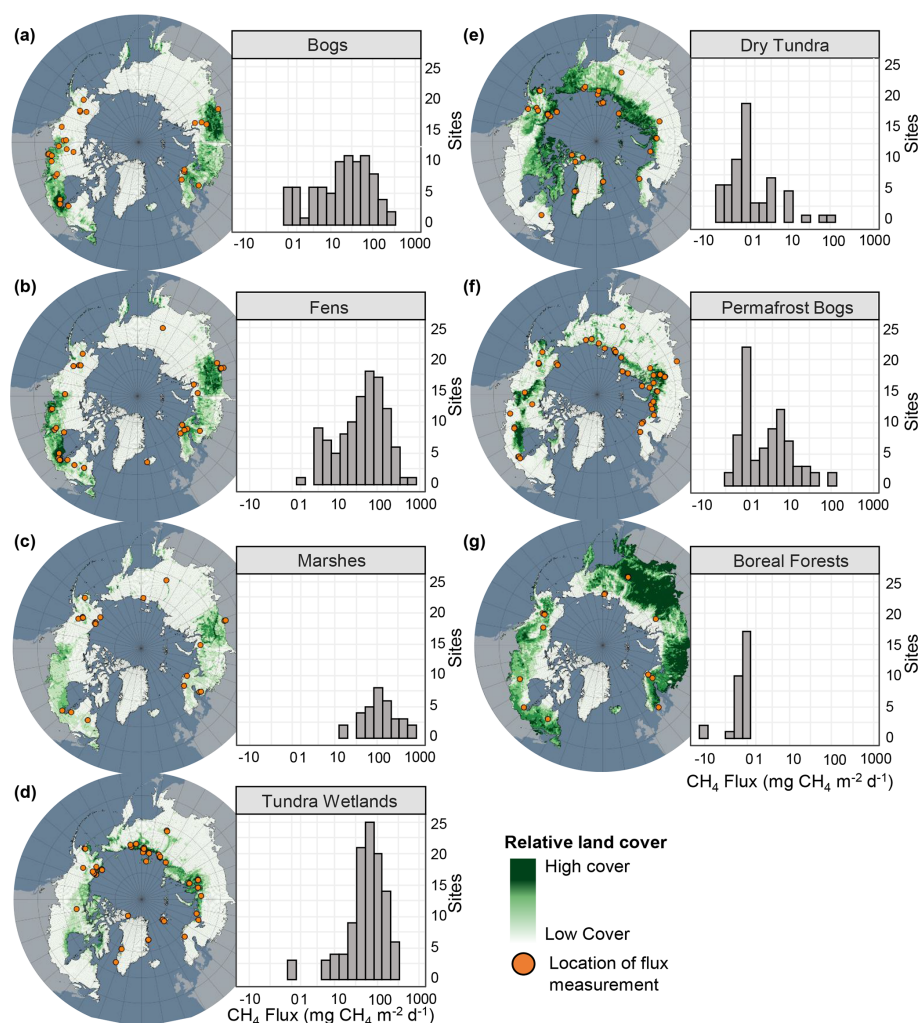 (a)
Bogs
25
20
15
10
5
0
Sites
-10 0 1 10 100 1000
(b)
Fens
25
20
15
10
5
0
Sites
-10 0 1 10 100 1000
(c)
Marshes
25
20
15
10
5
0
Sites
-10 0 1 10 100 1000
(d)
Tundra Wetlands
25
20
15
10
5
0
Sites
-10 0 1 10 100 1000
CH₄ Flux (mg CH₄ m⁻² d⁻¹)
(e)
Dry Tundra
25
20
15
10
5
0
Sites
-10 0 1 10 100 1000
(f)
Permafrost Bogs
25
20
15
10
5
0
Sites
-10 0 1 10 100 1000
(g)
Boreal Forests
25
20
15
10
5
0
Sites
-10 0 1 10 100 1000
CH₄ Flux (mg CH₄ m⁻² d⁻¹)
Relative land cover
High cover
Low Cover
Location of flux
measurement